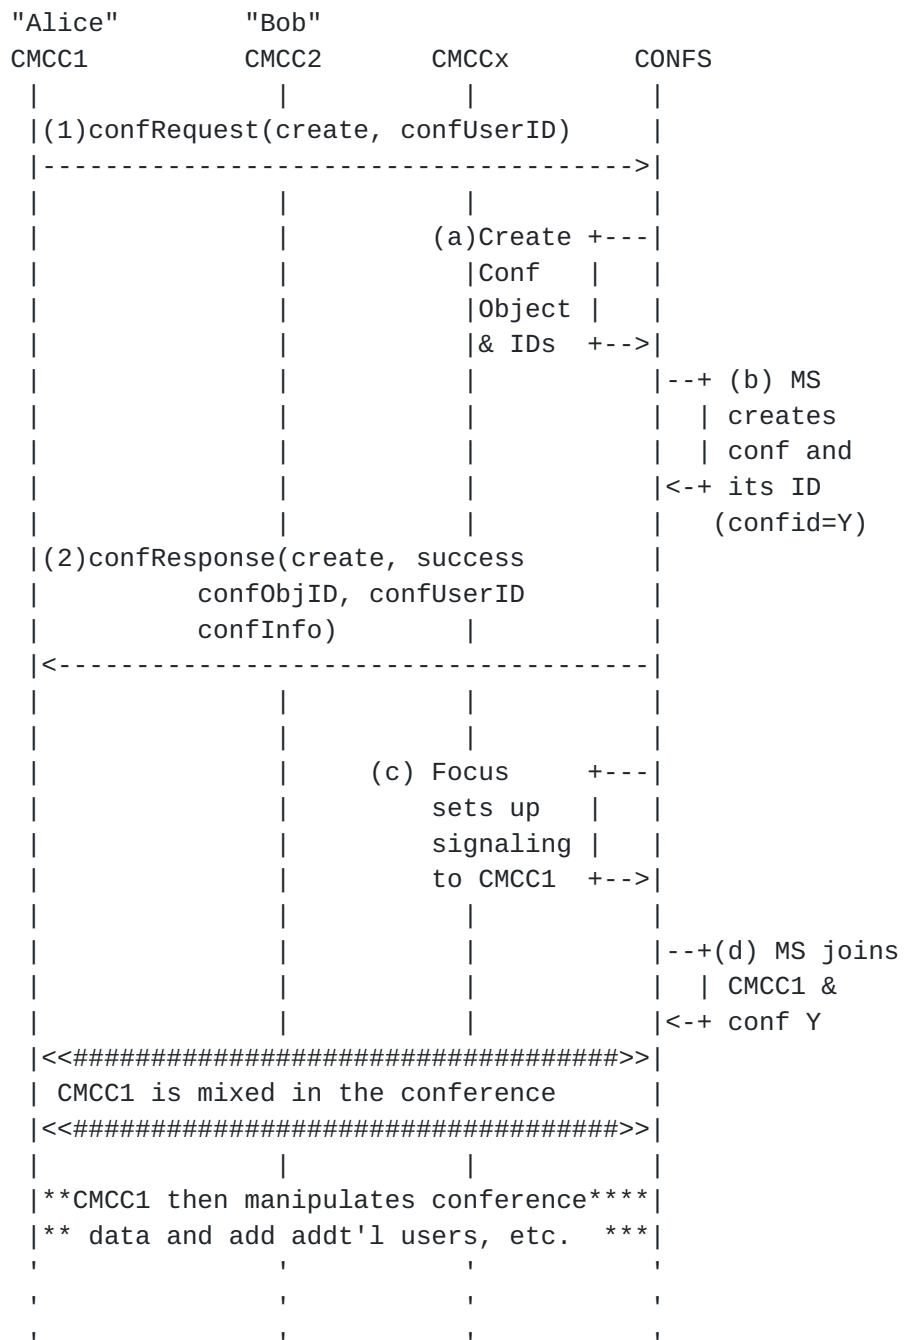 "Alice"        "Bob"
CMCC1          CMCC2       CMCCx        CONFS
 |               |           |           |
 |(1)confRequest(create, confUserID)     |
 |-------------------------------------->|
 |               |           |           |
 |               |         (a)Create +---|
 |               |           |Conf   |   |
 |               |           |Object |   |
 |               |           |& IDs  +-->|
 |               |           |           |--+ (b) MS
 |               |           |           |  | creates
 |               |           |           |  | conf and
 |               |           |           |<-+ its ID
 |               |           |           |   (confid=Y)
 |(2)confResponse(create, success        |
 |          confObjID, confUserID        |
 |          confInfo)        |           |
 |<--------------------------------------|
 |               |           |           |
 |               |           |           |
 |               |     (c) Focus     +---|
 |               |         sets up   |   |
 |               |         signaling |   |
 |               |         to CMCC1  +-->|
 |               |           |           |
 |               |           |           |--+(d) MS joins
 |               |           |           |  | CMCC1 &
 |               |           |           |<-+ conf Y
 |<<###################################>>|
 | CMCC1 is mixed in the conference      |
 |<<###################################>>|
 |               |           |           |
 |**CMCC1 then manipulates conference****|
 |** data and add addt'l users, etc.  ***|
 '               '           '           '
 '               '           '           '
 '               '           '           '